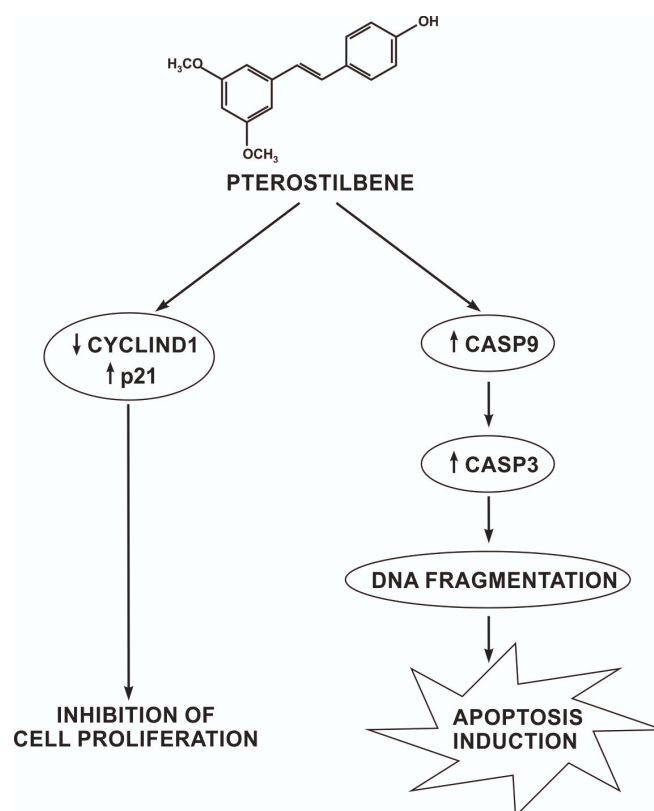 OH
H₃CO
OCH₃
PTEROSTILBENE
↓ CYCLIND1
↑ p21
↑ CASP9
↑ CASP3
DNA FRAGMENTATION
INHIBITION OF
CELL PROLIFERATION
APOPTOSIS
INDUCTION